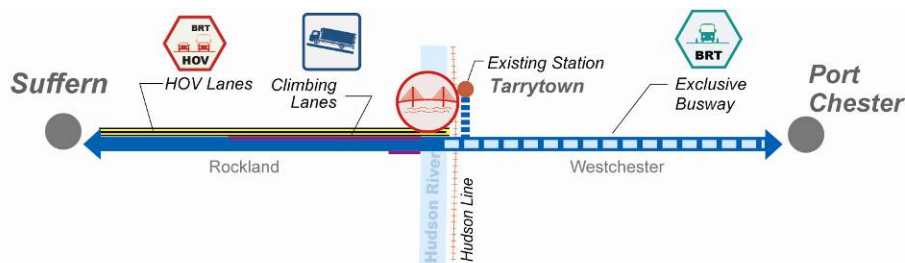 BRT
HOV
BRT
Suffern
HOV Lanes
Climbing
Lanes
Existing Station
Tarrytown
Exclusive
Busway
Port
Chester
Rockland
Westchester
Hudson River
Hudson Line